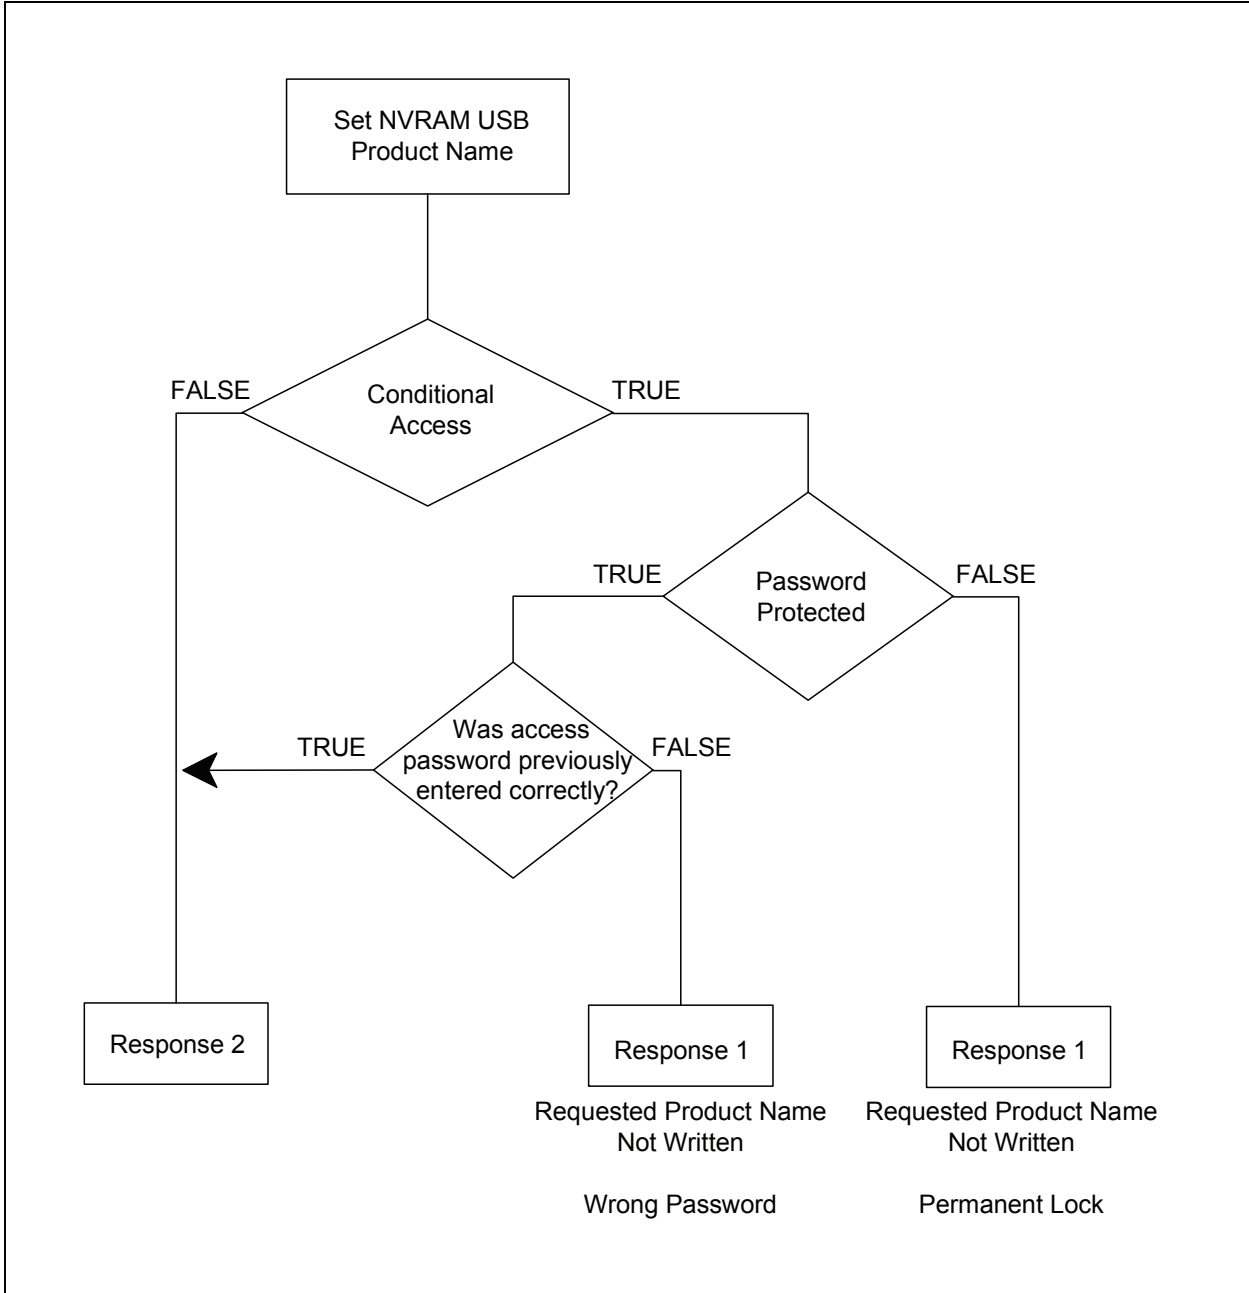 Set NVRAM USB
Product Name
FALSE
TRUE
Conditional
Access
TRUE
FALSE
Password
Protected
TRUE
FALSE
Was access
password previously
entered correctly?
Response 2
Response 1
Response 1
Requested Product Name
Not Written
Wrong Password
Requested Product Name
Not Written
Permanent Lock